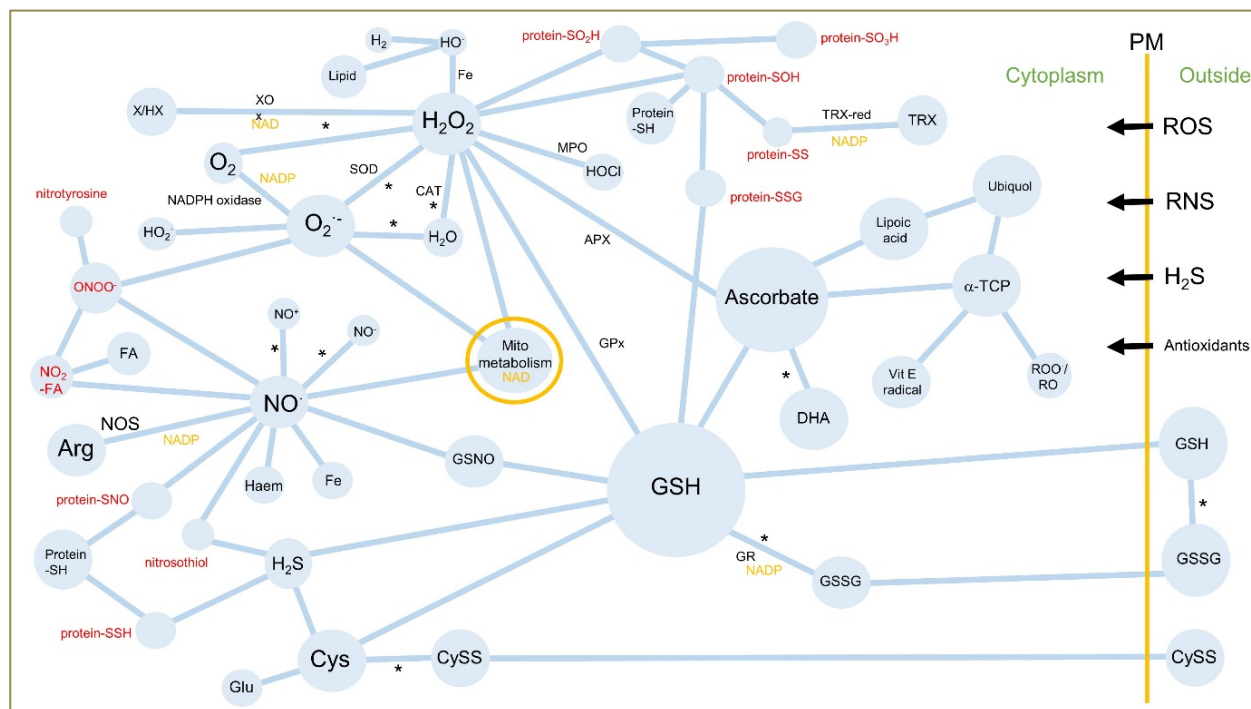 PM
Cytoplasm
Outside
ROS
RNS
H₂S
Antioxidants
H₂
HO⁻
Lipid
Fe
X/HX
XO
x
NAD
*
H₂O₂
protein-SO₂H
protein-SO₃H
protein-SOH
Protein
-SH
TRX-red
NADP
TRX
protein-SS
protein-SSG
MPO
HOCl
O₂
NADP
NADPH oxidase
SOD
*
CAT
*
*
H₂O
O₂·⁻
HO₂⁻
nitrotyrosine
ONOO⁻
APX
Ubiquol
Lipoic
acid
Ascorbate
α-TCP
Vit E
radical
ROO /
RO
*
DHA
NO⁺
*
NO⁻
*
Mito
metabolism
NAD
GPx
FA
NO₂
-FA
NO·
NOS
NADP
Arg
Haem
Fe
GSNO
GSH
GSH
*
GSSG
protein-SNO
Protein
-SH
nitrosothiol
H₂S
*
GR
NADP
GSSG
protein-SSH
Cys
*
CySS
CySS
Glu